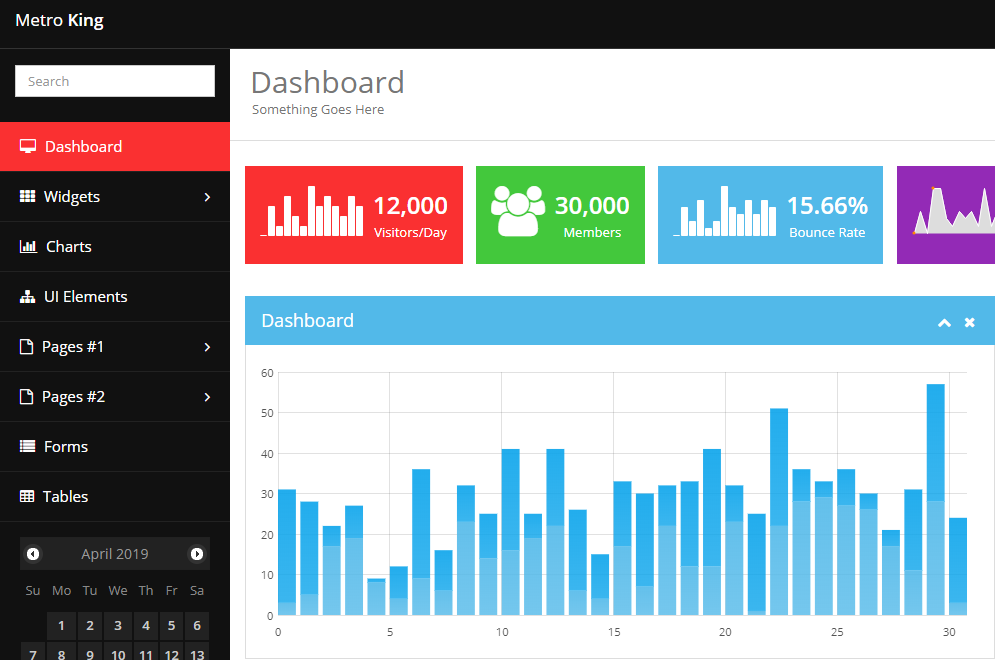 Metro King
Search
Dashboard
Widgets
Charts
UI Elements
Pages #1
Pages #2
Forms
Tables
April 2019
Su Mo Tu We Th Fr Sa
1 2 3 4 5 6
7 8 9 10 11 12 13
Dashboard
Something Goes Here
12,000
Visitors/Day
30,000
Members
15.66%
Bounce Rate
Dashboard
60
50
40
30
20
10
0
0 5 10 15 20 25 30